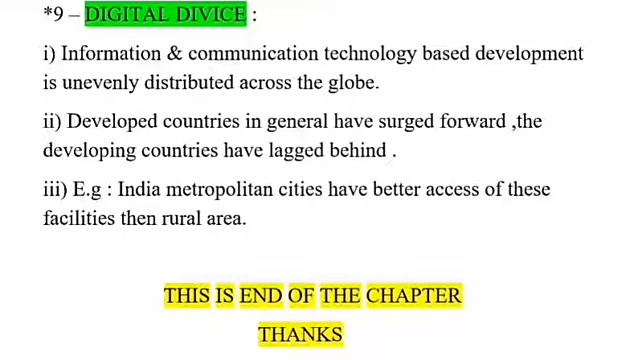 *9 – DIGITAL DIVICE :
i) Information & communication technology based development
is unevenly distributed across the globe.
ii) Developed countries in general have surged forward ,the
developing countries have lagged behind .
iii) E.g : India metropolitan cities have better access of these
facilities then rural area.
THIS IS END OF THE CHAPTER
THANKS